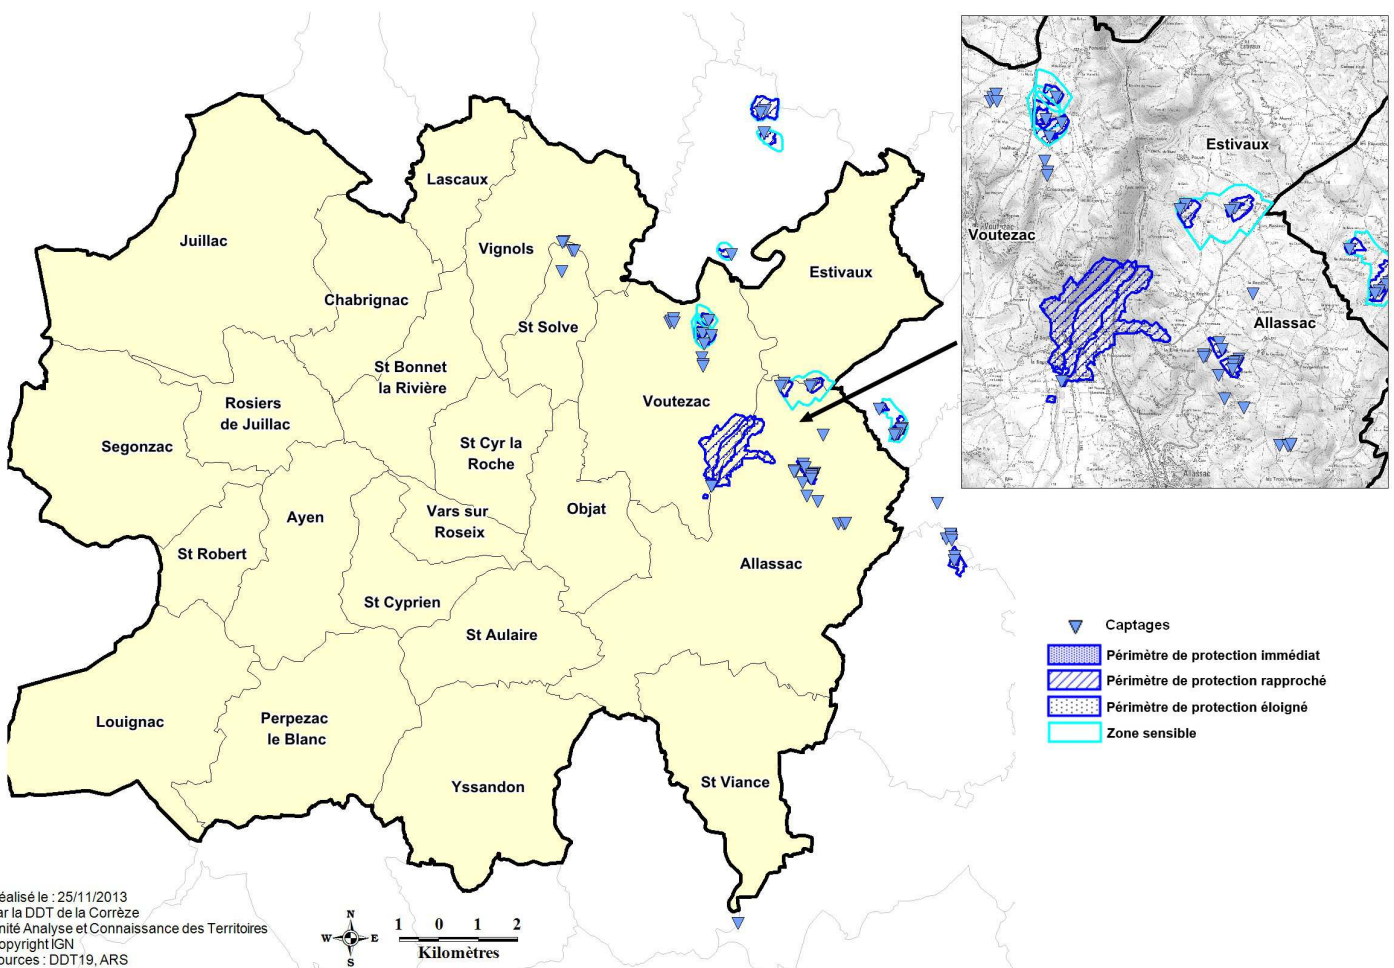 Estivaux
Voutezac
Allassac
Allassac
Lascaux
Juillac
Vignols
Estivaux
Chabrignac
St Solve
St Bonnet
la Rivière
Voutezac
Rosiers
de Juillac
Segonzac
St Cyr la
Roche
Ayen
Vars sur
Roseix
Objat
St Robert
Allassac
St Cyprien
St Aulaire
Louignac
Perpezac
le Blanc
Yssandon
St Viance
Captages
Périmètre de protection immédiat
Périmètre de protection rapproché
Périmètre de protection éloigné
Zone sensible
éalisé le : 25/11/2013
ar la DDT de la Corrèze
nité Analyse et Connaissance des Territoires
opyright IGN
ources : DDT19, ARS
N
W E
S
1 0 1 2
Kilomètres